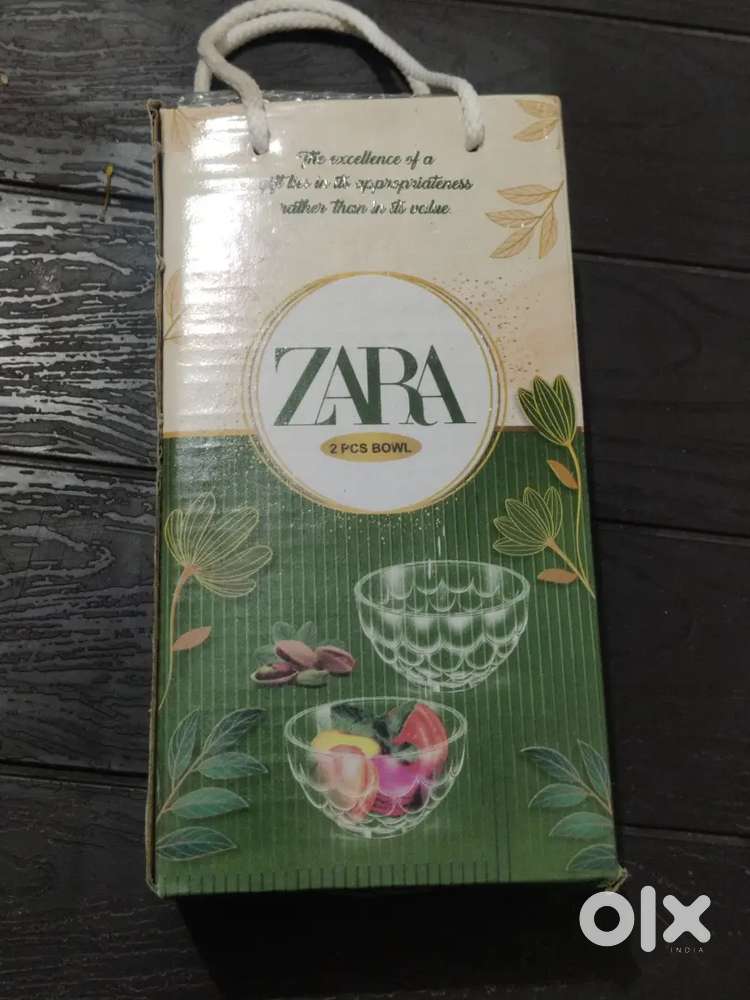 The excellence of a
gift lies in its appropriateness
rather than in its value.
ZARA
2 PCS BOWL
olx
INDIA